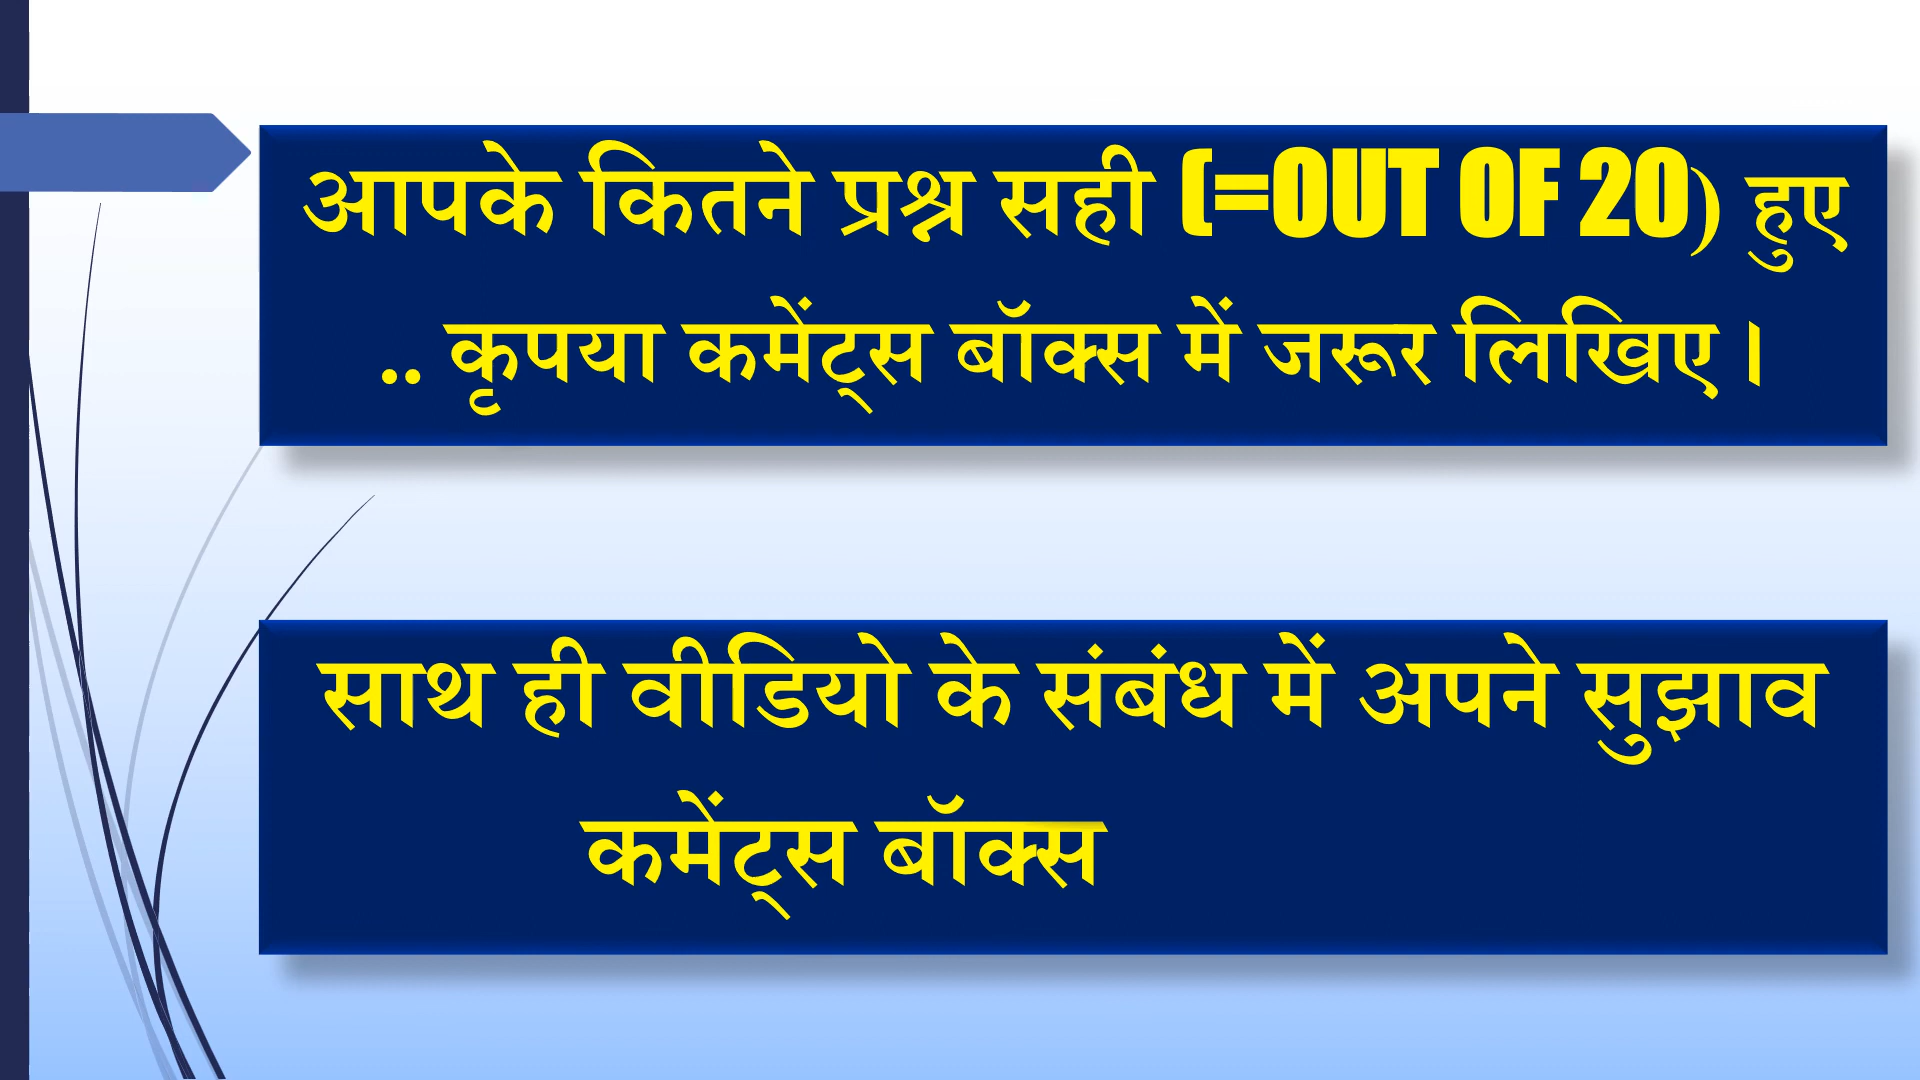 आपके कितने प्रश्न सही (=OUT OF 20) हुए
.. कृपया कमेंट्स बॉक्स में जरूर लिखिए ।
साथ ही वीडियो के संबंध में अपने सुझाव
कमेंट्स बॉक्स